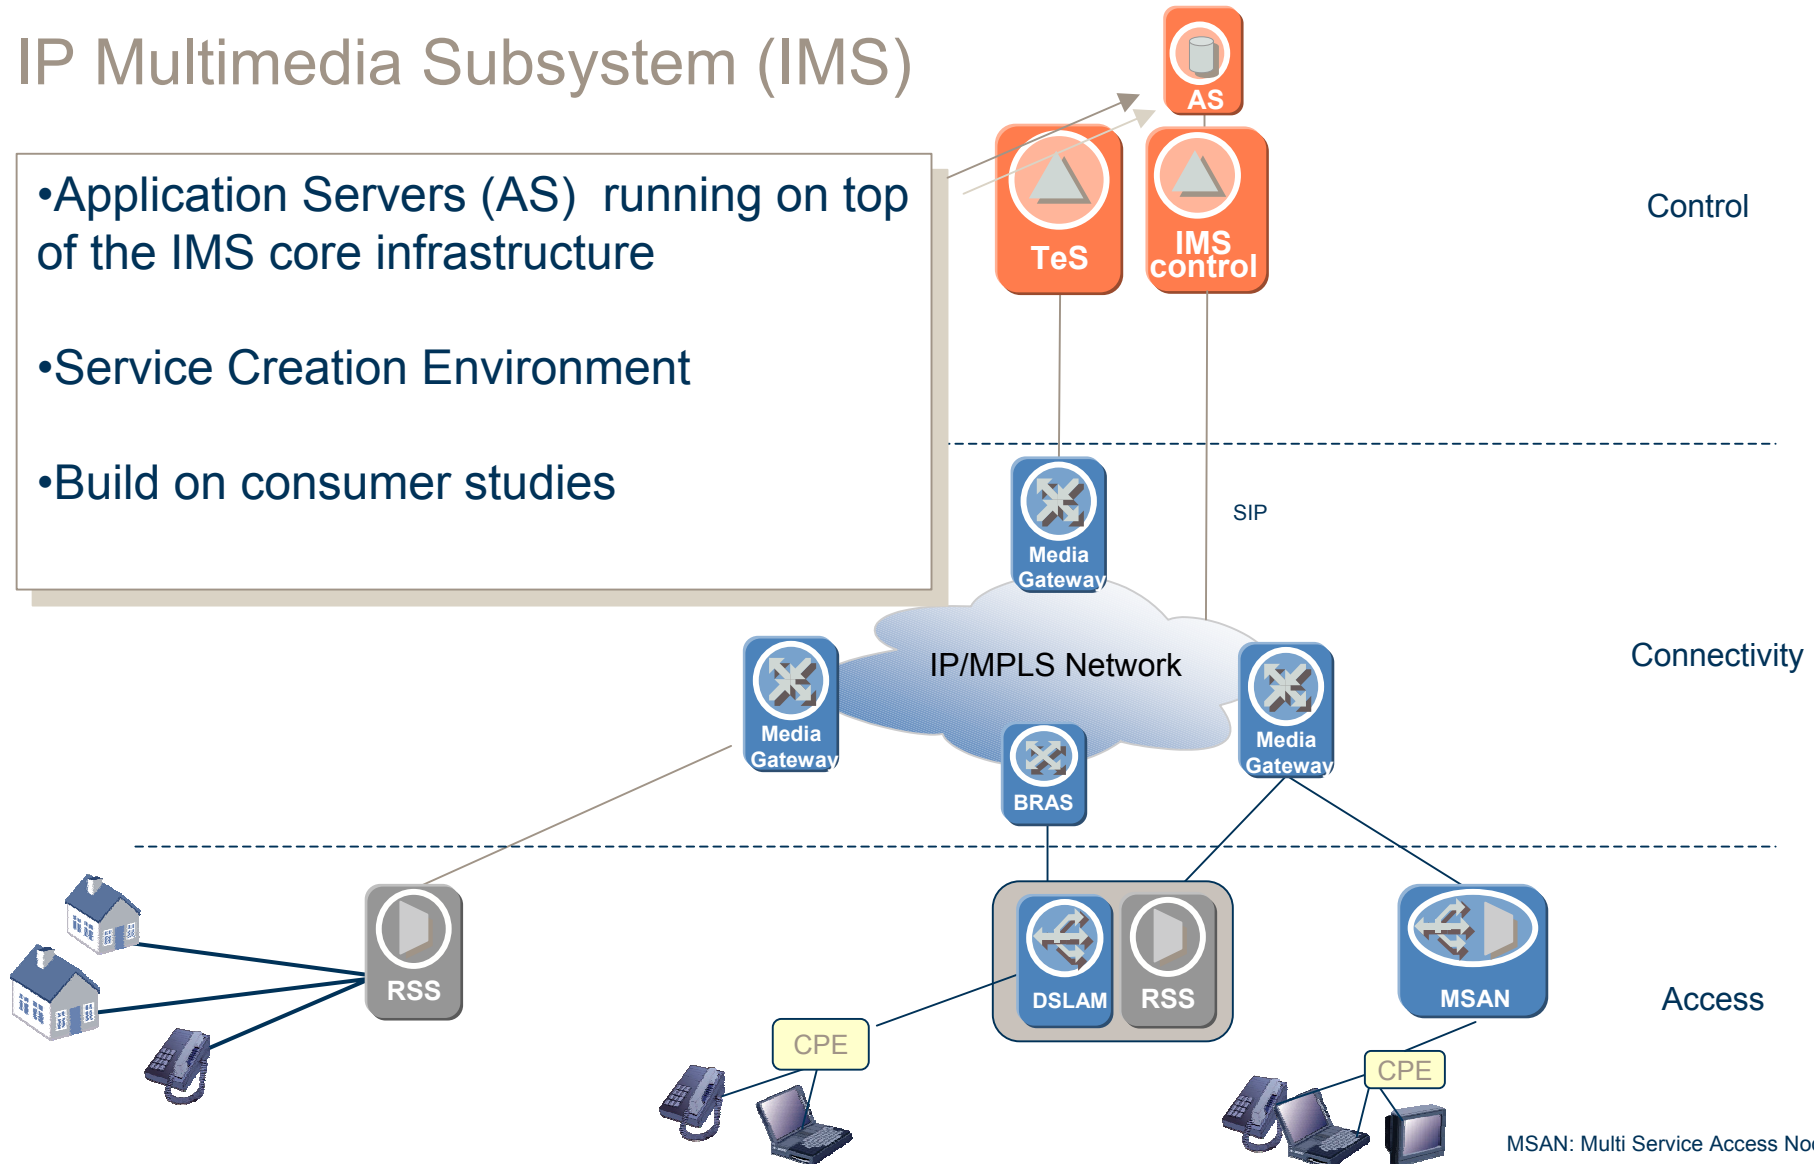 IP Multimedia Subsystem (IMS)
AS
•Application Servers (AS) running on top
of the IMS core infrastructure
•Service Creation Environment
•Build on consumer studies
TeS
IMS
control
Control
Media
Gateway
SIP
IP/MPLS Network
Connectivity
Media
Gateway
Media
Gateway
BRAS
RSS
DSLAM
RSS
MSAN
Access
CPE
CPE
MSAN: Multi Service Access